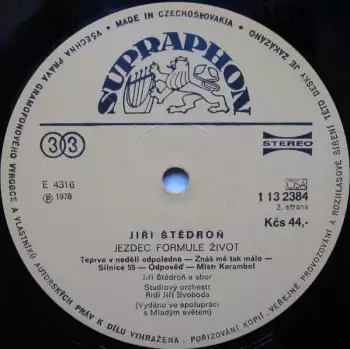 VŠECHNA PRÁVA GRAMOFONOVÉHO VÝROBCE A VLASTNÍKŮ
• MADE IN CZECHOSLOVAKIA •
NAHRANÝCH PRAV K DÍLU VYHRAZENA.
SUPRAPHON
33
STEREO
E 4316
Ⓟ 1978
OSA
1 13 2384
2. strana
Kčs 44,-
JIŘÍ ŠTĚDROŇ
JEZDEC FORMULE ŽIVOT
Teprve v neděli odpoledne — Znáš mě tak málo —
Silnice 55 — Odpověď — Mistr Karambol
Jiří Štědroň a sbor
Studiový orchestr
Řídí Jiří Svoboda
(Vydáno ve spolupráci
s Mladým světem)
POŘIZOVÁNÍ KOPIÍ, VEŘEJNÉ PROVOZOVÁNÍ A ROZHLASOVÉ ŠÍŘENÍ TÉTO DESKY JE ZAKÁZÁNO